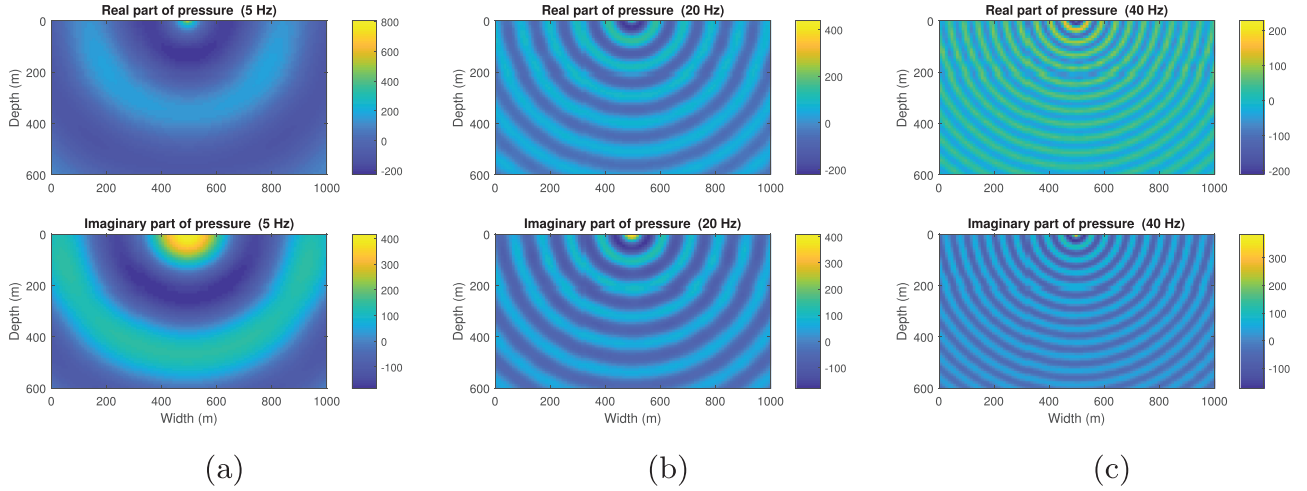 Real part of pressure (5 Hz)
0
200
400
600
Depth (m)
0 200 400 600 800 1000
800
600
400
200
0
-200
Imaginary part of pressure (5 Hz)
0
200
400
600
Depth (m)
0 200 400 600 800 1000
Width (m)
400
300
200
100
0
-100
(a)
Real part of pressure (20 Hz)
0
200
400
600
Depth (m)
0 200 400 600 800 1000
400
200
0
-200
Imaginary part of pressure (20 Hz)
0
200
400
600
Depth (m)
0 200 400 600 800 1000
Width (m)
400
300
200
100
0
-100
(b)
Real part of pressure (40 Hz)
0
200
400
600
Depth (m)
0 200 400 600 800 1000
200
100
0
-100
-200
Imaginary part of pressure (40 Hz)
0
200
400
600
Depth (m)
0 200 400 600 800 1000
Width (m)
300
200
100
0
-100
(c)